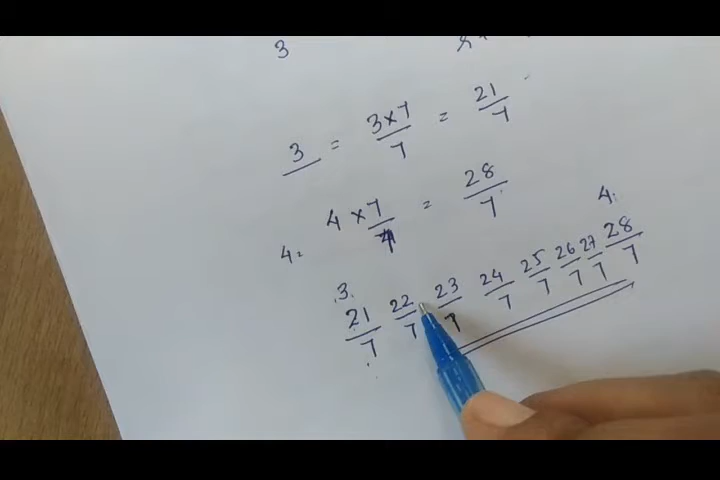 3
3 = 3×7/7 = 21/7
4= 4 × 7/7 = 28/7
3. 4.
21/7 22/7 23/7 24/7 25/7 26/7 27/7 28/7